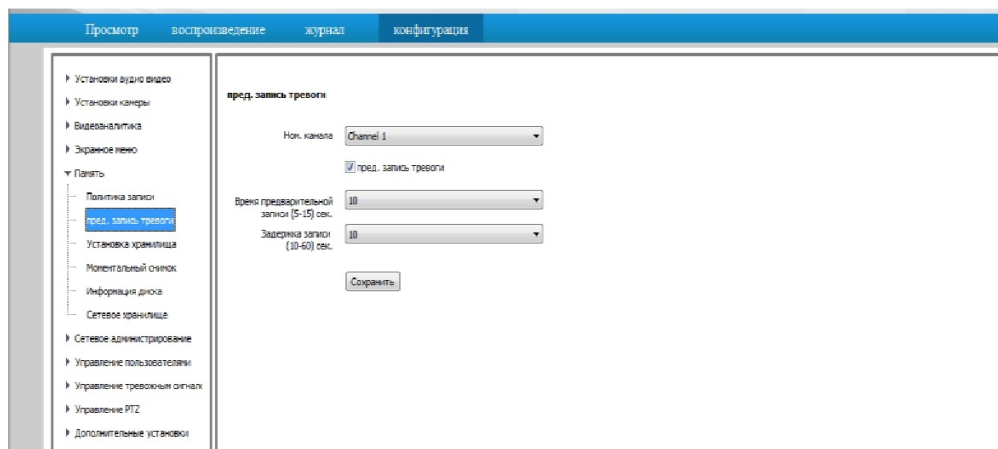 Просмотр воспроизведение журнал конфигурация
Установки аудио видео
Установки камеры
Видеоаналитика
Экранное меню
Память
Политика записи
пред. запись тревоги
Установка хранилища
Моментальный снимок
Информация диска
Сетевое хранилище
Сетевое администрирование
Управление пользователями
Управление тревожным сигнало
Управление PTZ
Дополнительные установки
пред. запись тревоги
Ном. канала Channel 1
пред. запись тревоги
Время предварительной 10
записи (5-15) сек.
Задержка записи 10
(10-60) сек.
Сохранить